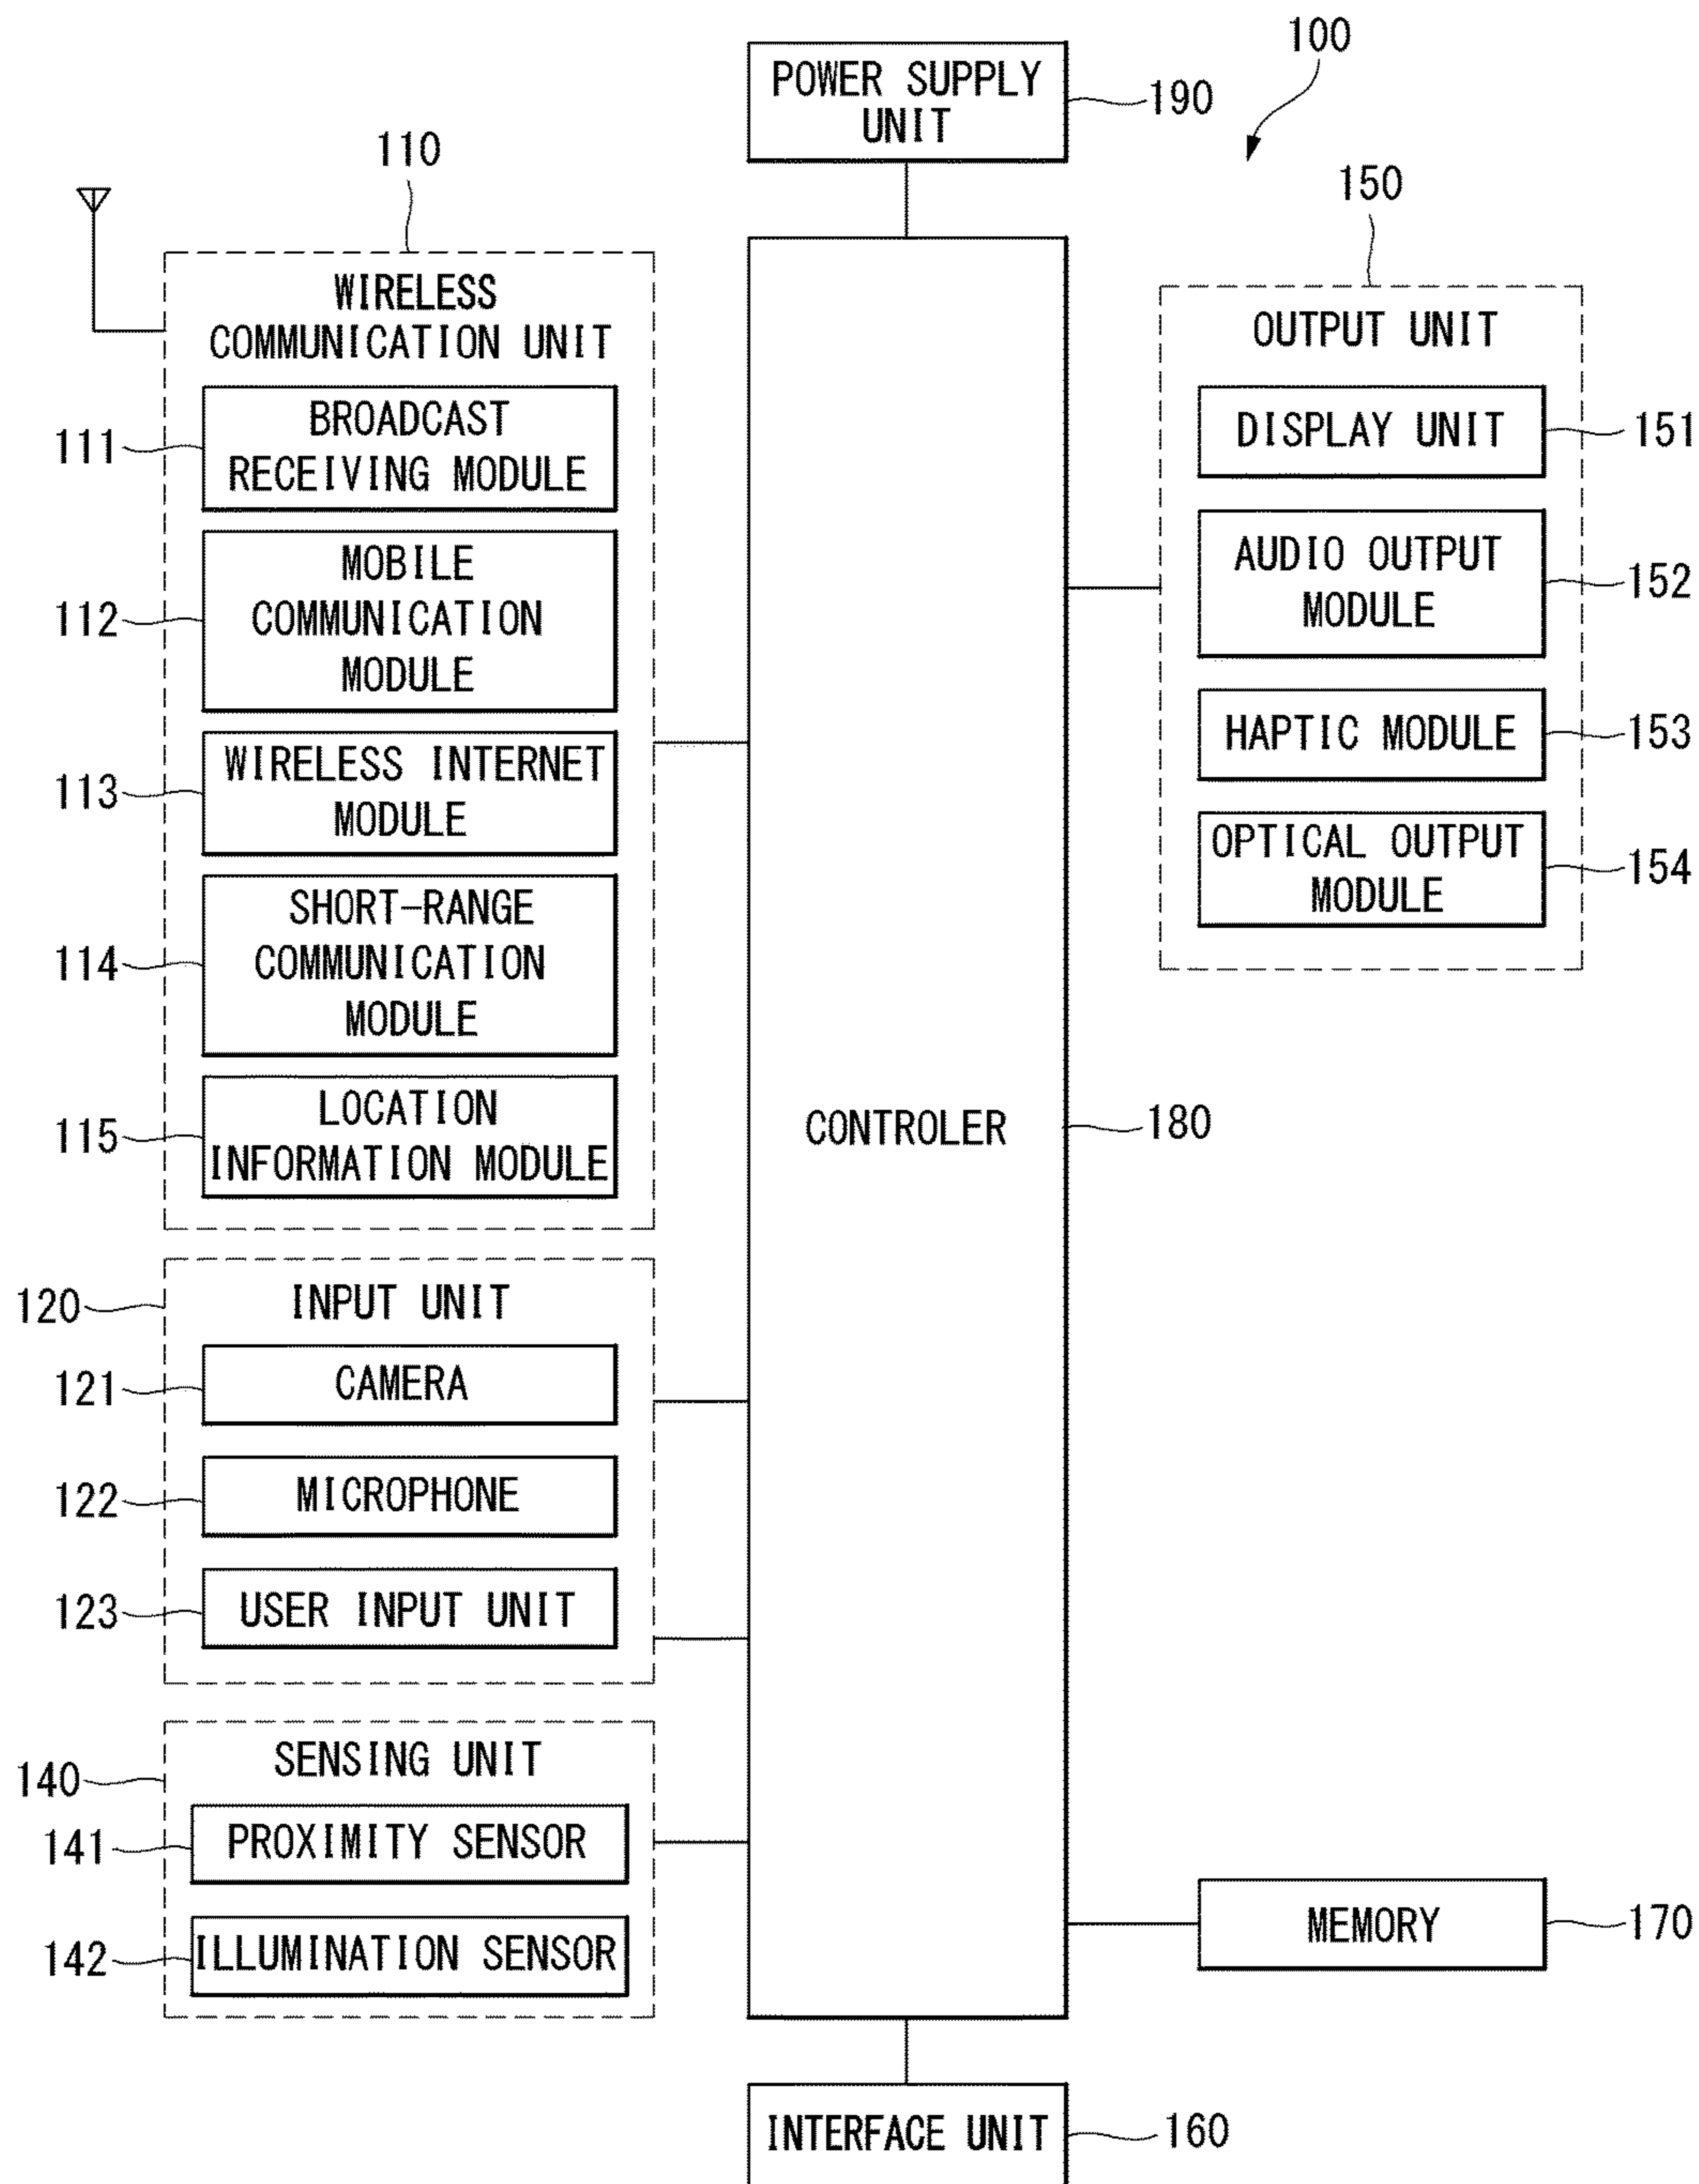 100
POWER SUPPLY
UNIT
190
110
150
WIRELESS
COMMUNICATION UNIT
111
BROADCAST
RECEIVING MODULE
112
MOBILE
COMMUNICATION
MODULE
113
WIRELESS INTERNET
MODULE
114
SHORT-RANGE
COMMUNICATION
MODULE
115
LOCATION
INFORMATION MODULE
120
INPUT UNIT
121
CAMERA
122
MICROPHONE
123
USER INPUT UNIT
140
SENSING UNIT
141
PROXIMITY SENSOR
142
ILLUMINATION SENSOR
CONTROLER
180
OUTPUT UNIT
DISPLAY UNIT
151
AUDIO OUTPUT
MODULE
152
HAPTIC MODULE
153
OPTICAL OUTPUT
MODULE
154
MEMORY
170
INTERFACE UNIT
160